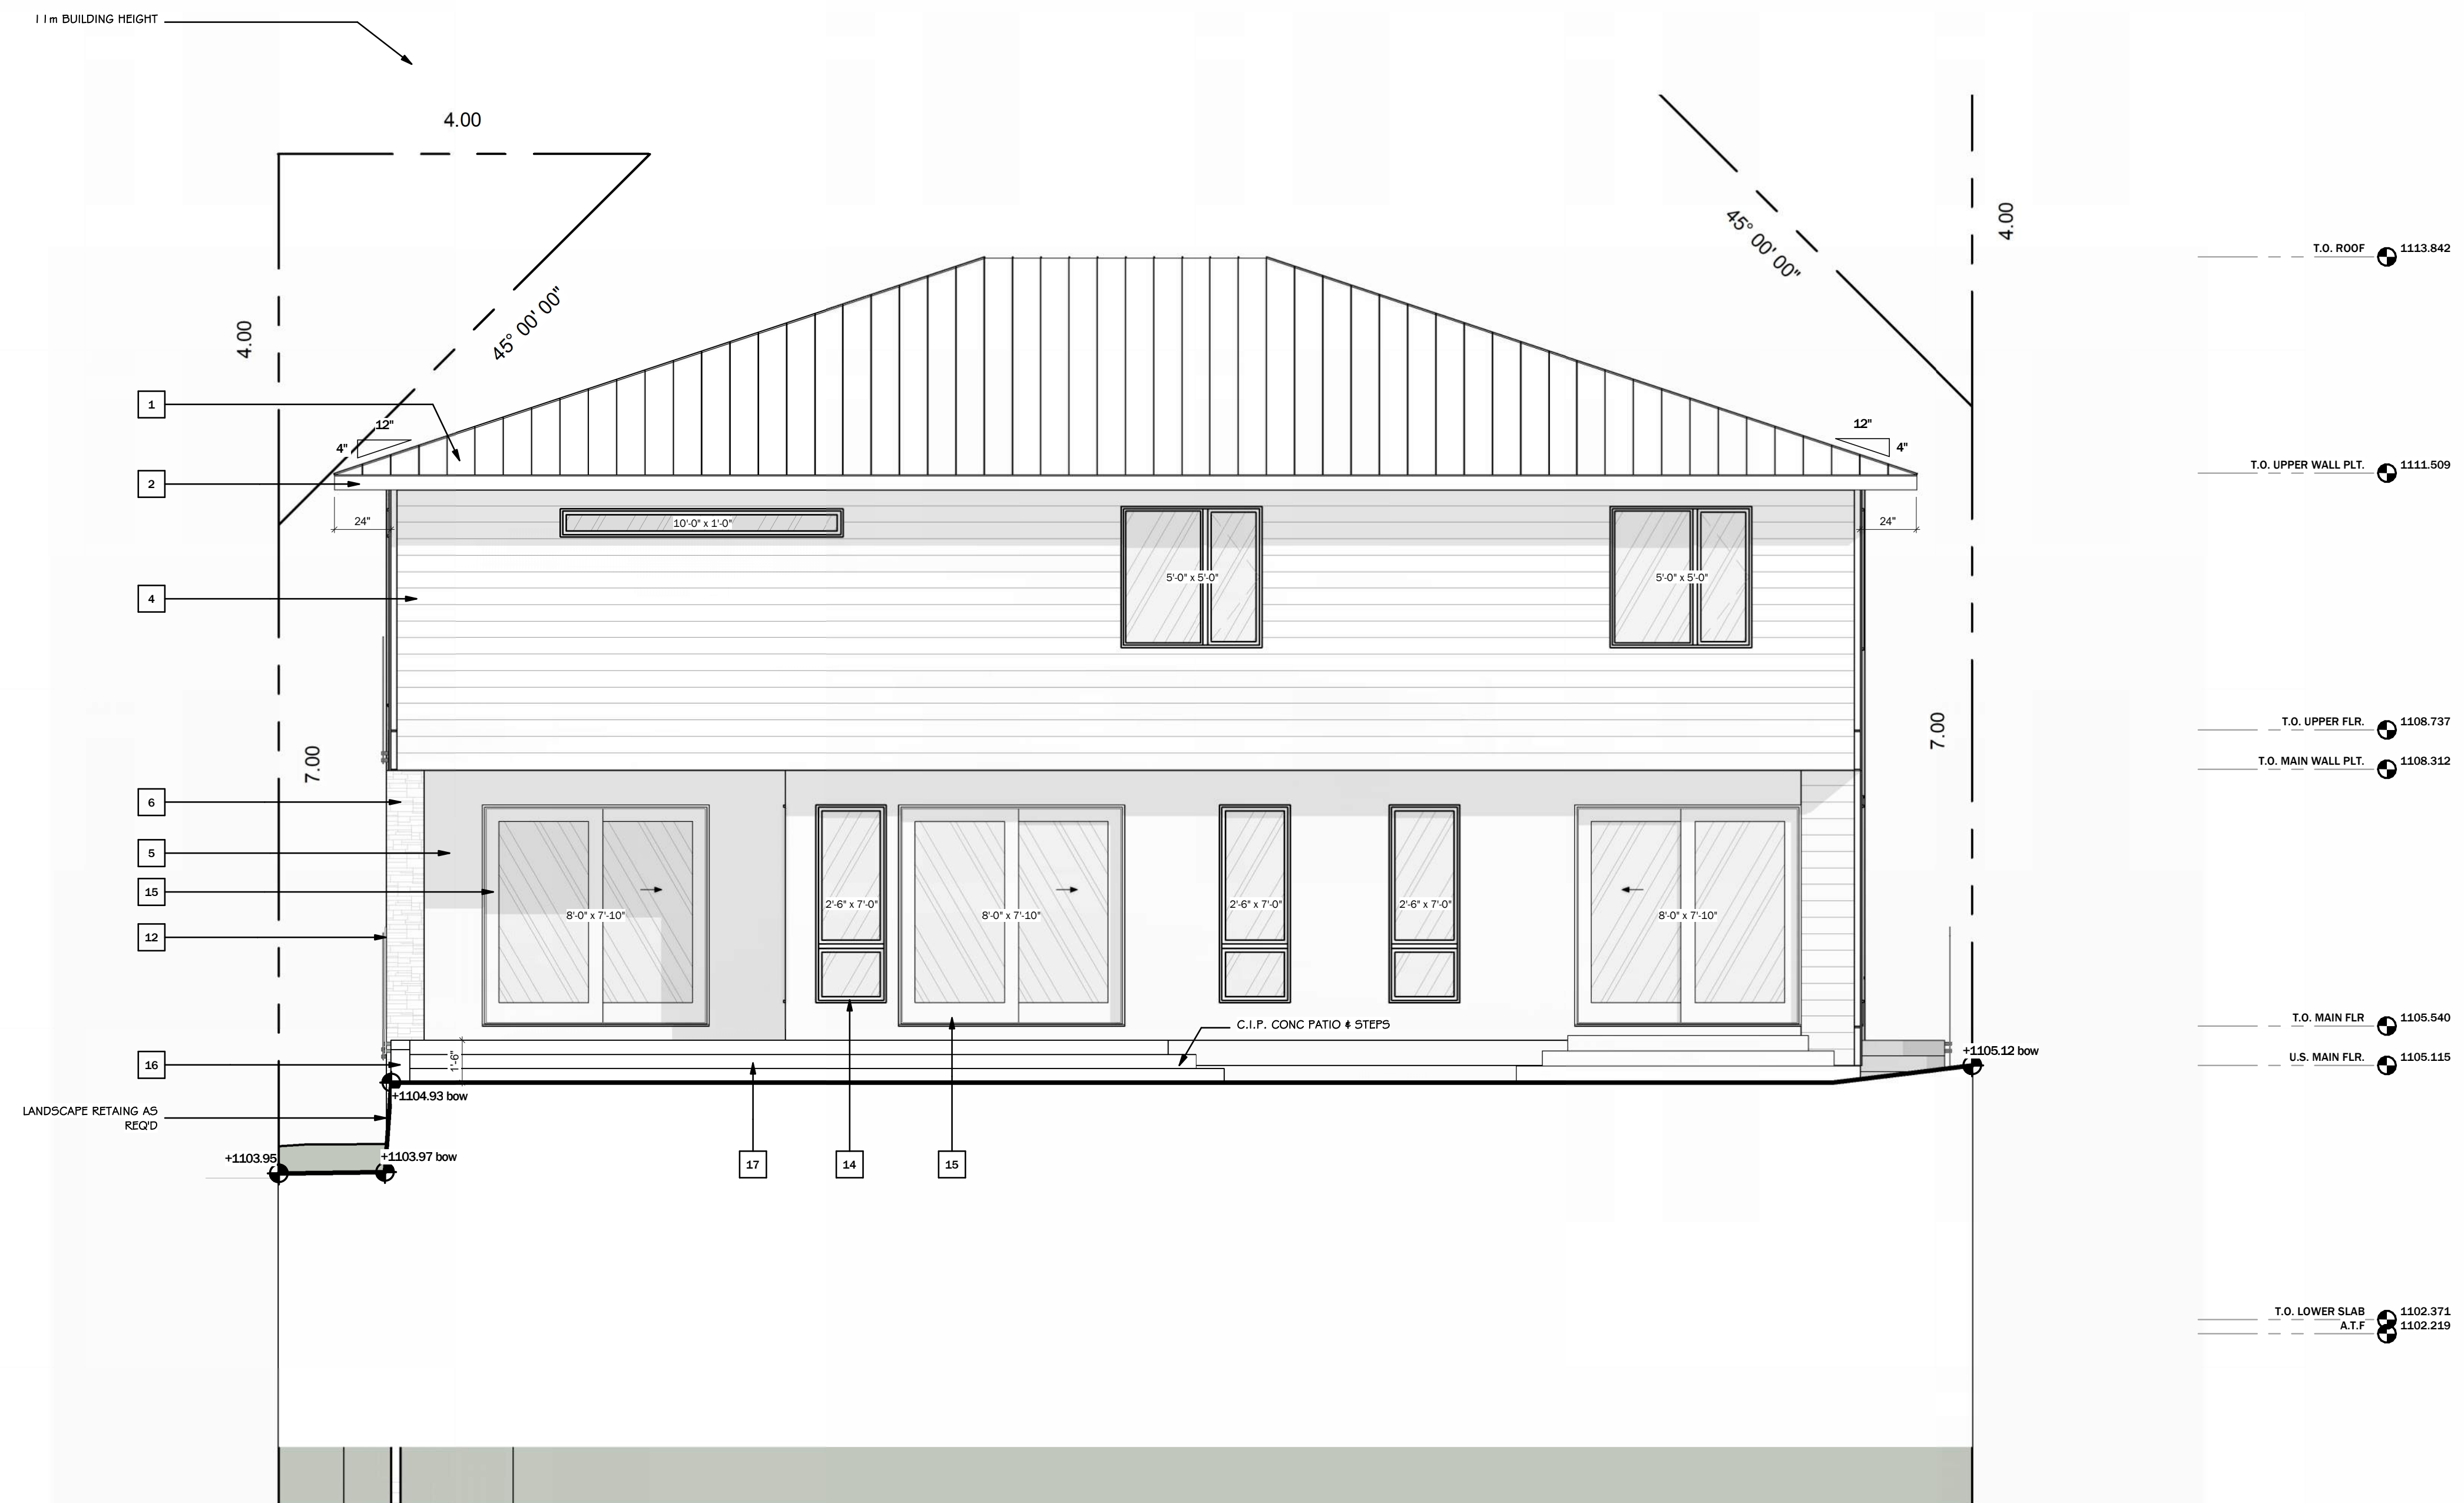 11m BUILDING HEIGHT
4.00
4.00
45° 00' 00"
45° 00' 00"
4.00
T.O. ROOF 1113.842
1
12"
4"
12"
4"
2
T.O. UPPER WALL PLT. 1111.509
24"
10'-0" x 1'-0"
24"
5'-0" x 5'-0"
5'-0" x 5'-0"
4
7.00
7.00
T.O. UPPER FLR. 1108.737
T.O. MAIN WALL PLT. 1108.312
6
5
15
8'-0" x 7'-10"
2'-6" x 7'-0"
8'-0" x 7'-10"
2'-6" x 7'-0"
2'-6" x 7'-0"
8'-0" x 7'-10"
12
T.O. MAIN FLR 1105.540
C.I.P. CONC PATIO & STEPS
+1105.12 bow
16
1'-6"
U.S. MAIN FLR. 1105.115
+1104.93 bow
LANDSCAPE RETAING AS
REQ'D
+1103.95
+1103.97 bow
17
14
15
T.O. LOWER SLAB 1102.371
A.T.F 1102.219